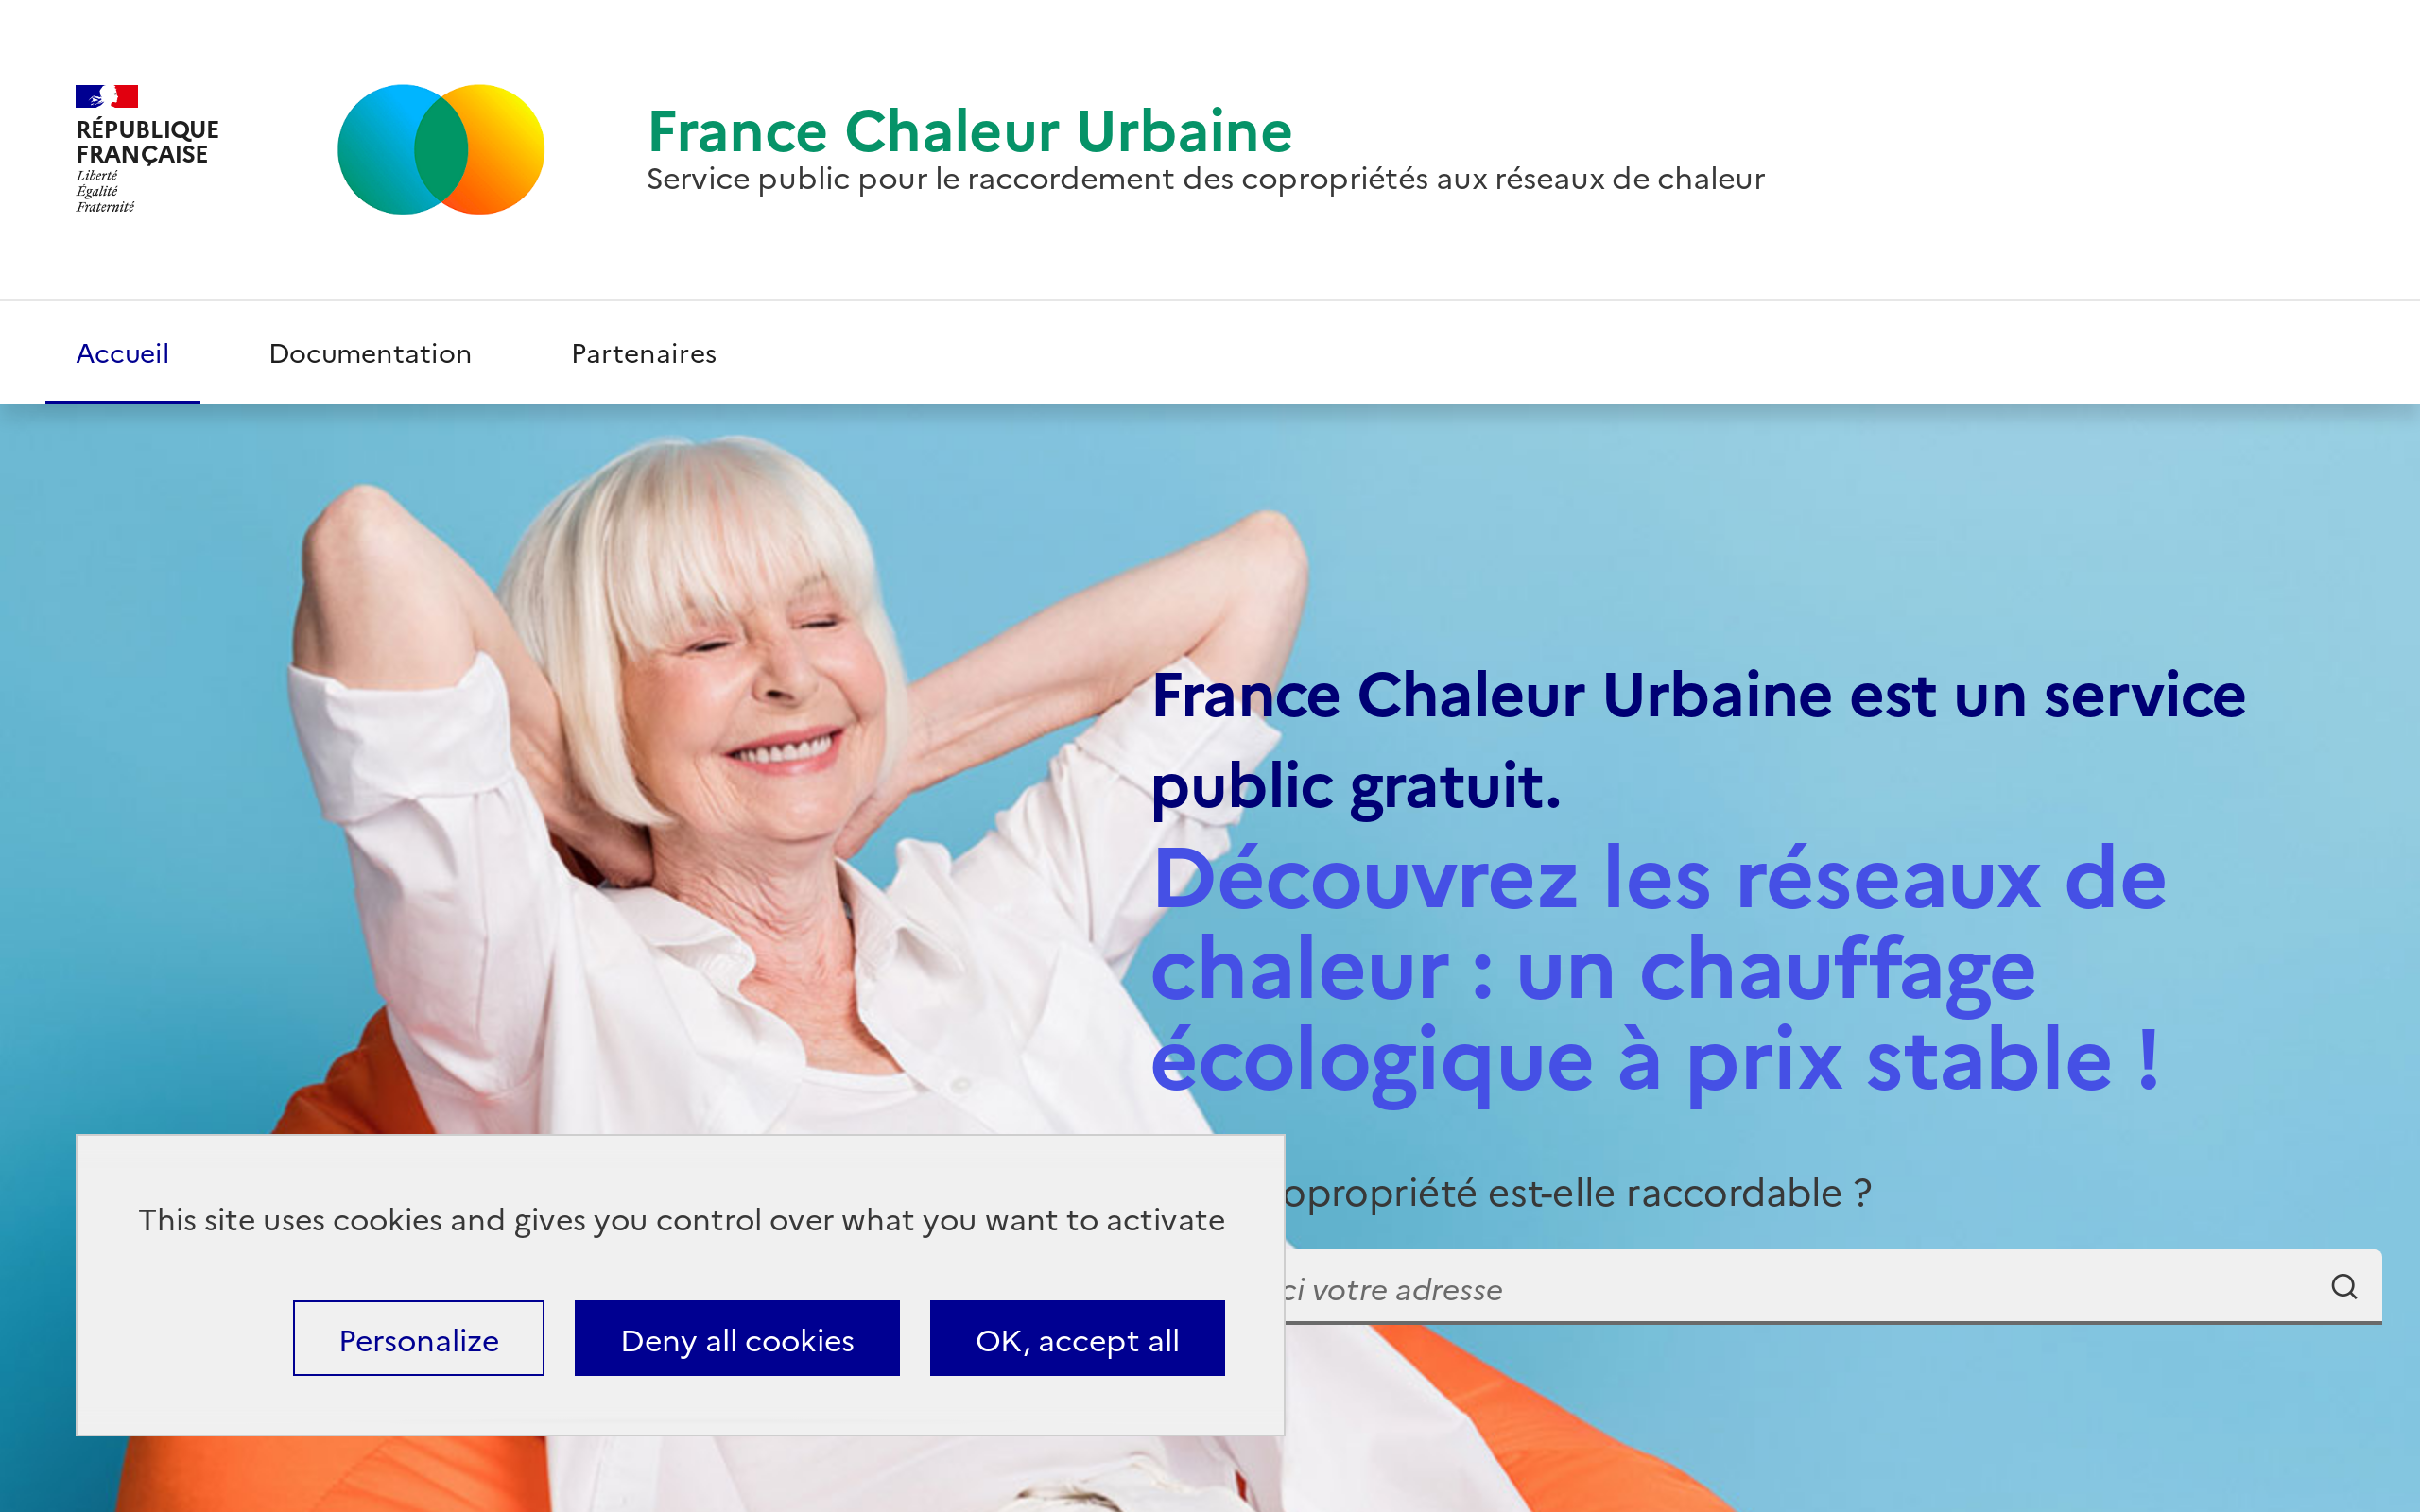 RÉPUBLIQUE
FRANÇAISE
Liberté
Égalité
Fraternité
France Chaleur Urbaine
Service public pour le raccordement des copropriétés aux réseaux de chaleur
Accueil
Documentation
Partenaires
France Chaleur Urbaine est un service
public gratuit.
Découvrez les réseaux de
chaleur : un chauffage
écologique à prix stable !
opropriété est-elle raccordable ?
ci votre adresse
This site uses cookies and gives you control over what you want to activate
Personalize
Deny all cookies
OK, accept all